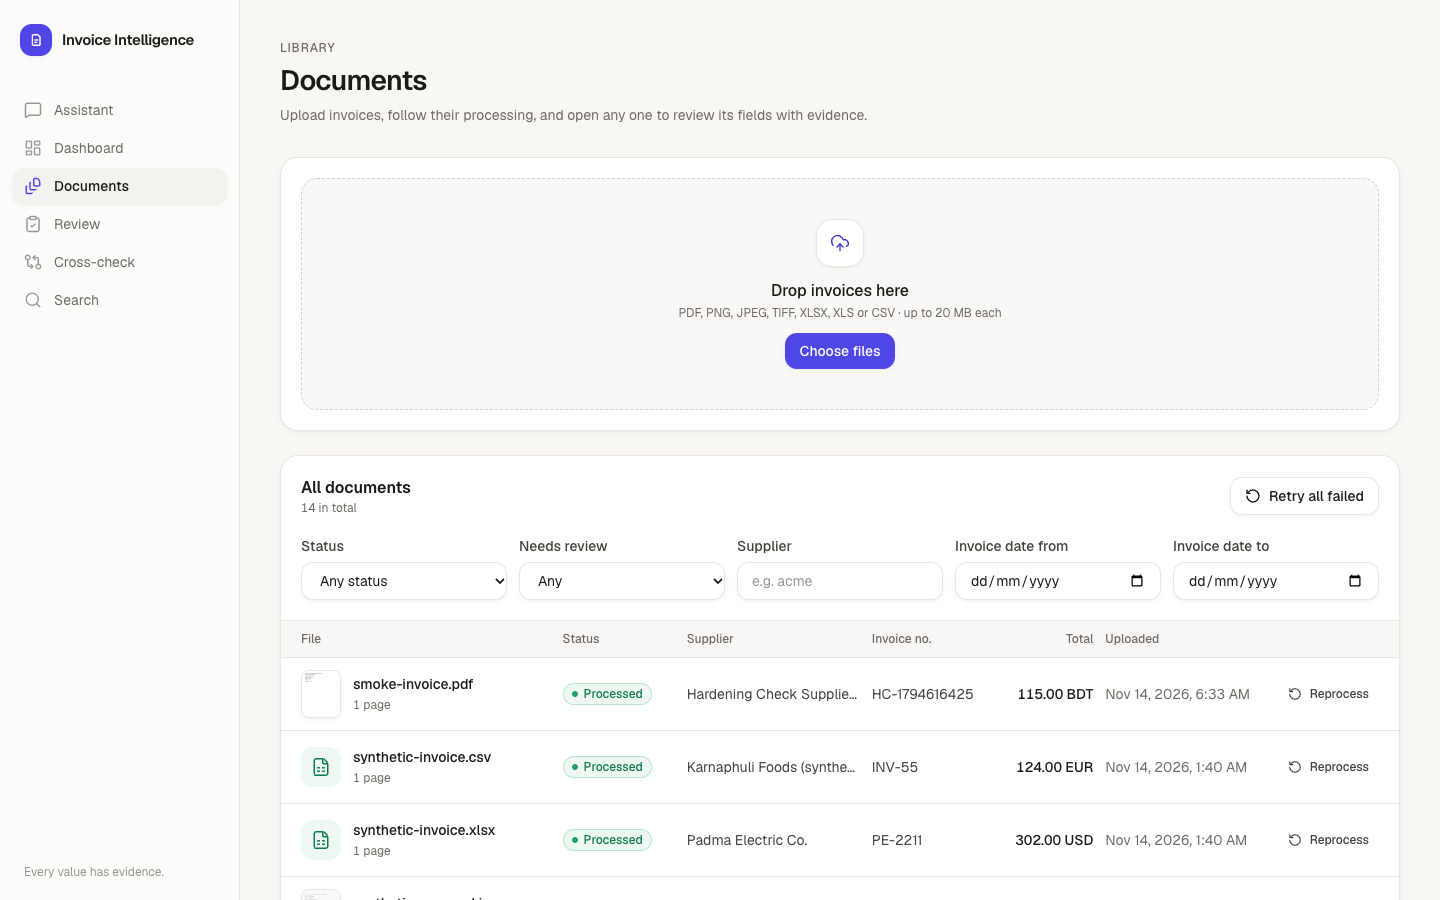 Invoice Intelligence
Assistant
Dashboard
Documents
Review
Cross-check
Search
Every value has evidence.
LIBRARY
Documents
Upload invoices, follow their processing, and open any one to review its fields with evidence.
Drop invoices here
PDF, PNG, JPEG, TIFF, XLSX, XLS or CSV · up to 20 MB each
Choose files
All documents
14 in total
Retry all failed
Status Needs review Supplier Invoice date from Invoice date to
Any status Any e.g. acme dd/mm/yyyy dd/mm/yyyy
File Status Supplier Invoice no. Total Uploaded
smoke-invoice.pdf
1 page
Processed Hardening Check Supplie... HC-1794616425 115.00 BDT Nov 14, 2026, 6:33 AM Reprocess
synthetic-invoice.csv
1 page
Processed Karnaphuli Foods (synthe... INV-55 124.00 EUR Nov 14, 2026, 1:40 AM Reprocess
synthetic-invoice.xlsx
1 page
Processed Padma Electric Co. PE-2211 302.00 USD Nov 14, 2026, 1:40 AM Reprocess